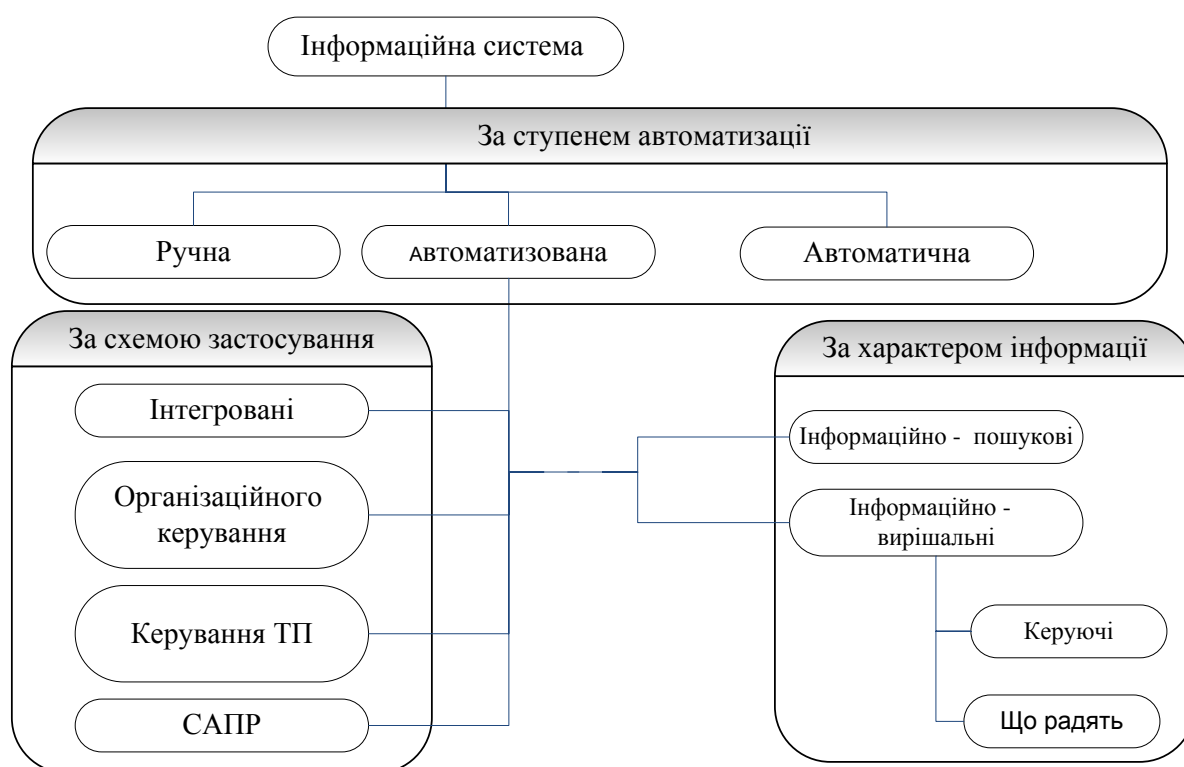 Інформаційна система
За ступенем автоматизації
Ручна
Автоматизована
Автоматична
За схемою застосування
Інтегровані
Організаційного
керування
Керування ТП
САПР
За характером інформації
Інформаційно - пошукові
Інформаційно -
вирішальні
Керуючі
Що радять